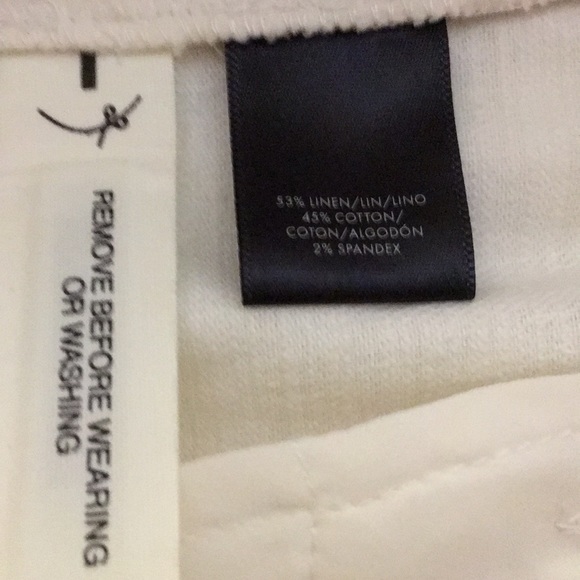 REMOVE BEFORE WEARING
OR WASHING
53% LINEN/LIN/LINO
45% COTTON/
COTON/ALGODÓN
2% SPANDEX